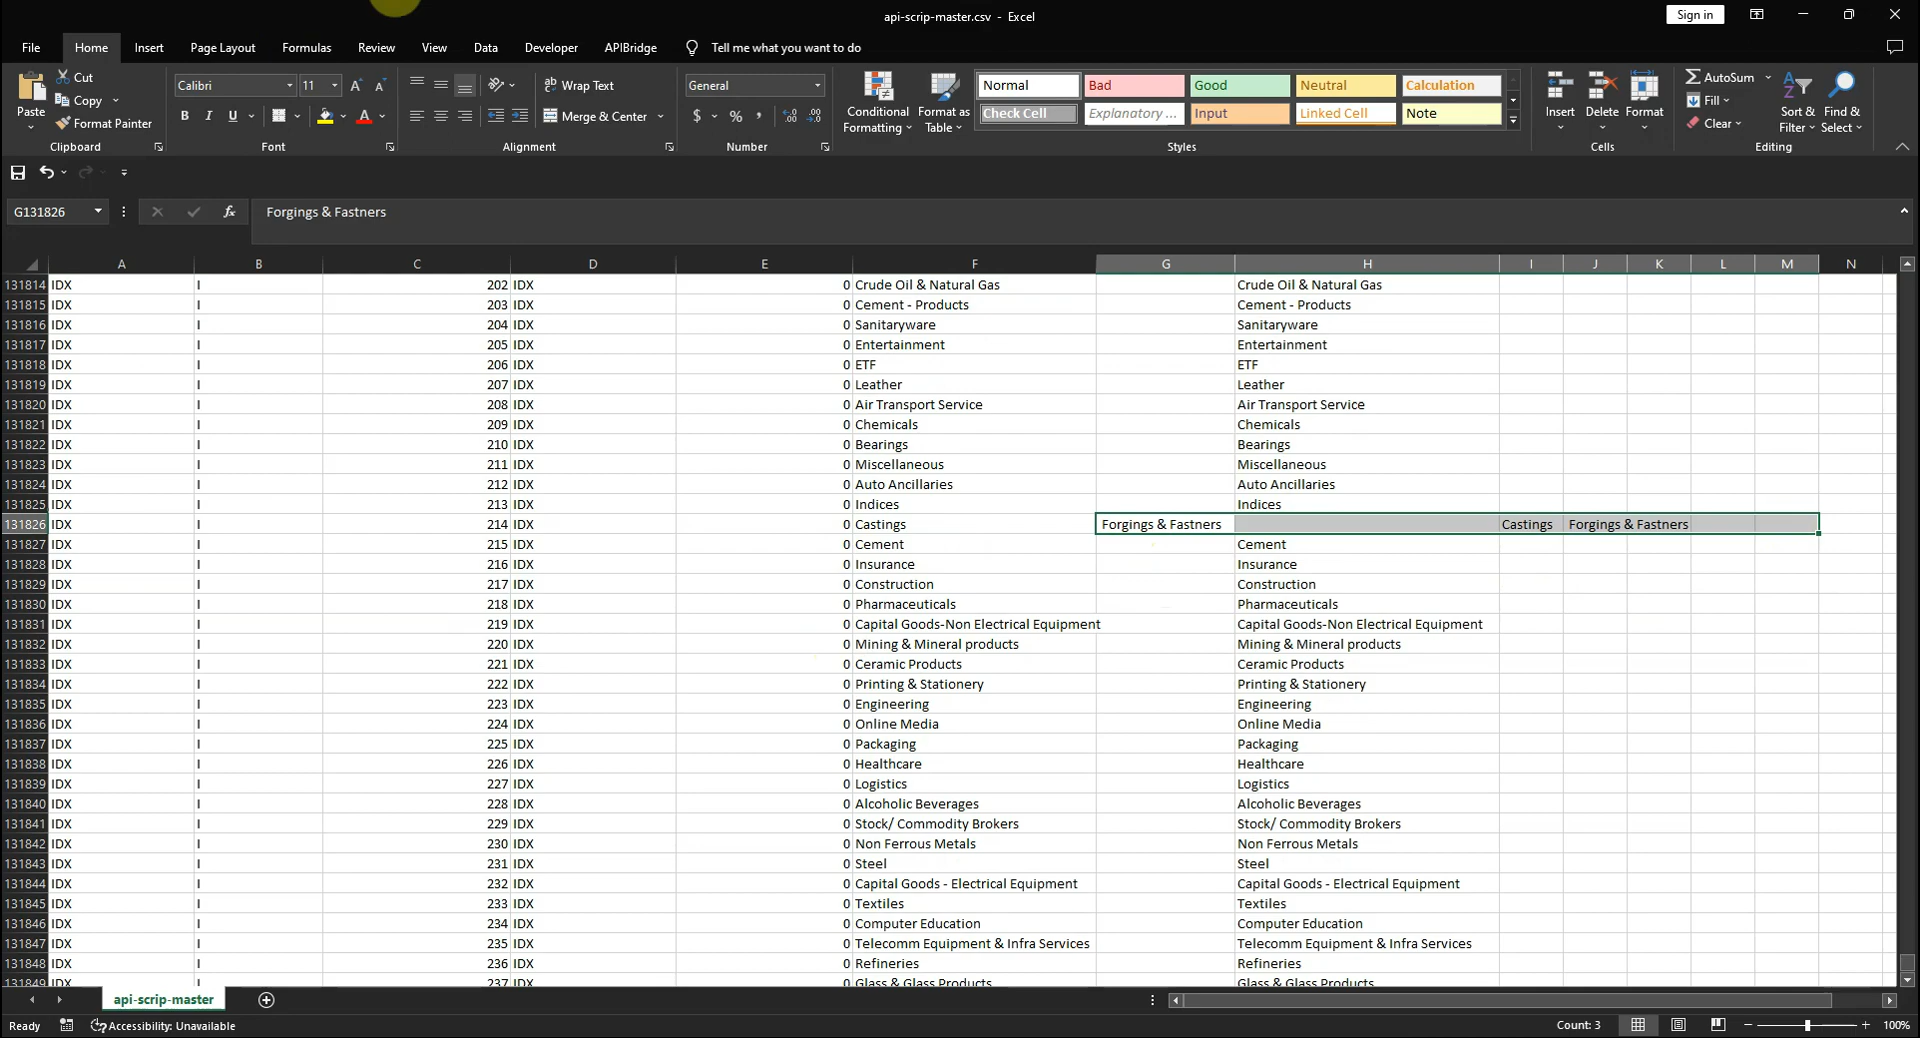 api-scrip-master.csv - Excel
Sign in
File Home Insert Page Layout Formulas Review View Data Developer APIBridge Tell me what you want to do
Paste
Cut
Copy
Format Painter
Clipboard
Calibri 11
B I U
Font
Wrap Text
Merge & Center
Alignment
General
$ % ,
Number
Conditional Formatting
Format as Table
Normal Bad Good Neutral Calculation
Check Cell Explanatory ... Input Linked Cell Note
Styles
Insert Delete Format
Cells
AutoSum
Fill
Clear
Sort & Filter
Find & Select
Editing
G131826 fx Forgings & Fastners
A B C D E F G H I J K L M N
131814 IDX I 202 IDX 0 Crude Oil & Natural Gas Crude Oil & Natural Gas
131815 IDX I 203 IDX 0 Cement - Products Cement - Products
131816 IDX I 204 IDX 0 Sanitaryware Sanitaryware
131817 IDX I 205 IDX 0 Entertainment Entertainment
131818 IDX I 206 IDX 0 ETF ETF
131819 IDX I 207 IDX 0 Leather Leather
131820 IDX I 208 IDX 0 Air Transport Service Air Transport Service
131821 IDX I 209 IDX 0 Chemicals Chemicals
131822 IDX I 210 IDX 0 Bearings Bearings
131823 IDX I 211 IDX 0 Miscellaneous Miscellaneous
131824 IDX I 212 IDX 0 Auto Ancillaries Auto Ancillaries
131825 IDX I 213 IDX 0 Indices Indices
131826 IDX I 214 IDX 0 Castings Forgings & Fastners Castings Forgings & Fastners
131827 IDX I 215 IDX 0 Cement Cement
131828 IDX I 216 IDX 0 Insurance Insurance
131829 IDX I 217 IDX 0 Construction Construction
131830 IDX I 218 IDX 0 Pharmaceuticals Pharmaceuticals
131831 IDX I 219 IDX 0 Capital Goods-Non Electrical Equipment Capital Goods-Non Electrical Equipment
131832 IDX I 220 IDX 0 Mining & Mineral products Mining & Mineral products
131833 IDX I 221 IDX 0 Ceramic Products Ceramic Products
131834 IDX I 222 IDX 0 Printing & Stationery Printing & Stationery
131835 IDX I 223 IDX 0 Engineering Engineering
131836 IDX I 224 IDX 0 Online Media Online Media
131837 IDX I 225 IDX 0 Packaging Packaging
131838 IDX I 226 IDX 0 Healthcare Healthcare
131839 IDX I 227 IDX 0 Logistics Logistics
131840 IDX I 228 IDX 0 Alcoholic Beverages Alcoholic Beverages
131841 IDX I 229 IDX 0 Stock/ Commodity Brokers Stock/ Commodity Brokers
131842 IDX I 230 IDX 0 Non Ferrous Metals Non Ferrous Metals
131843 IDX I 231 IDX 0 Steel Steel
131844 IDX I 232 IDX 0 Capital Goods - Electrical Equipment Capital Goods - Electrical Equipment
131845 IDX I 233 IDX 0 Textiles Textiles
131846 IDX I 234 IDX 0 Computer Education Computer Education
131847 IDX I 235 IDX 0 Telecomm Equipment & Infra Services Telecomm Equipment & Infra Services
131848 IDX I 236 IDX 0 Refineries Refineries
131849 IDX I 237 IDX 0 Glass & Glass Products Glass & Glass Products
api-scrip-master
Ready Accessibility: Unavailable Count: 3 100%